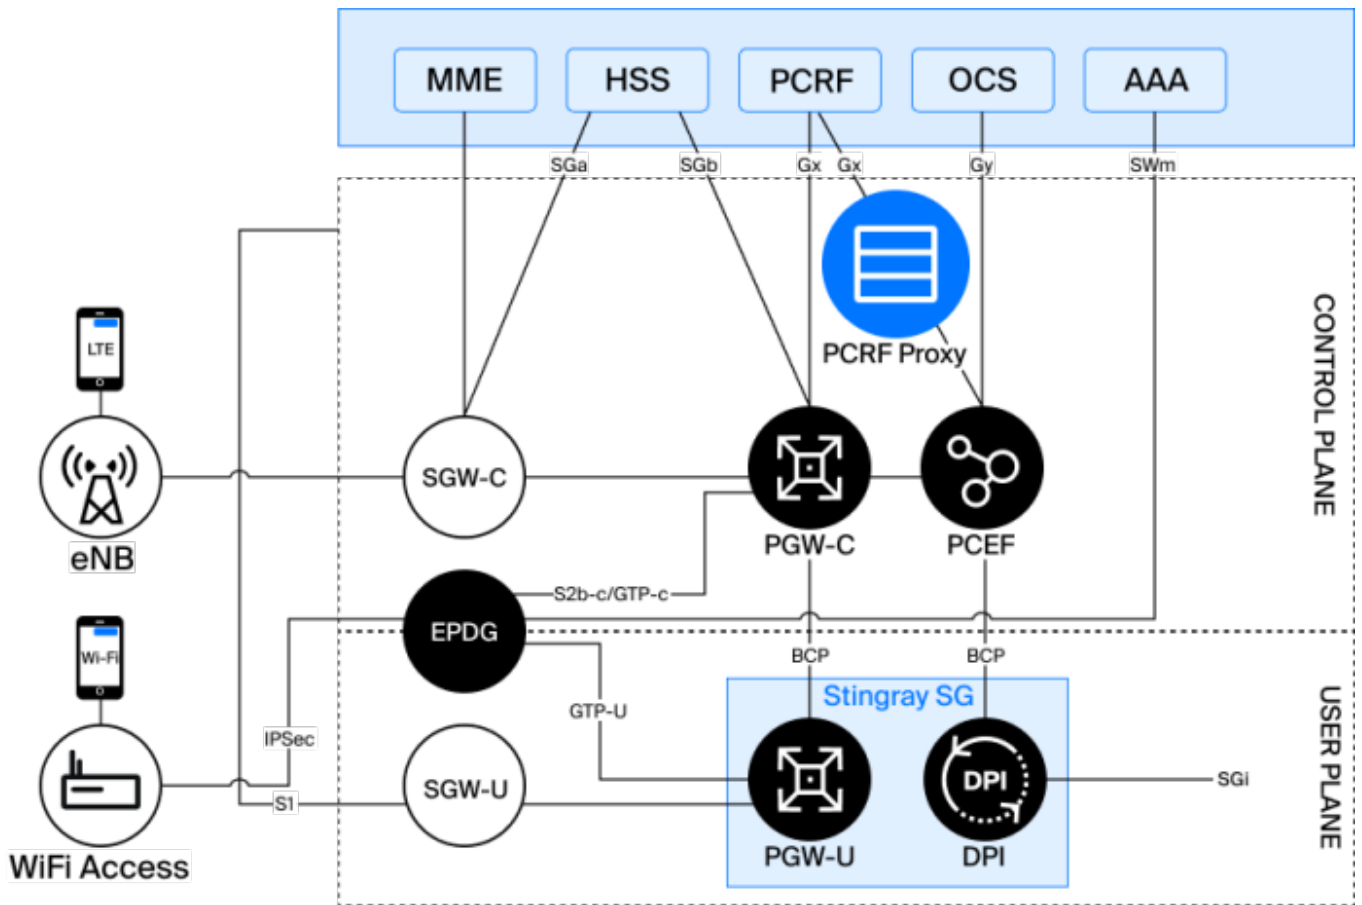 MME
HSS
PCRF
OCS
AAA
SGa
SGb
Gx
Gx
Gy
SWm
LTE
PCRF Proxy
CONTROL PLANE
SGW-C
eNB
PGW-C
PCEF
S2b-c/GTP-c
EPDG
Wi-Fi
BCP
BCP
Stingray SG
GTP-U
IPSec
USER PLANE
SGW-U
DPI
SGi
S1
WiFi Access
PGW-U
DPI